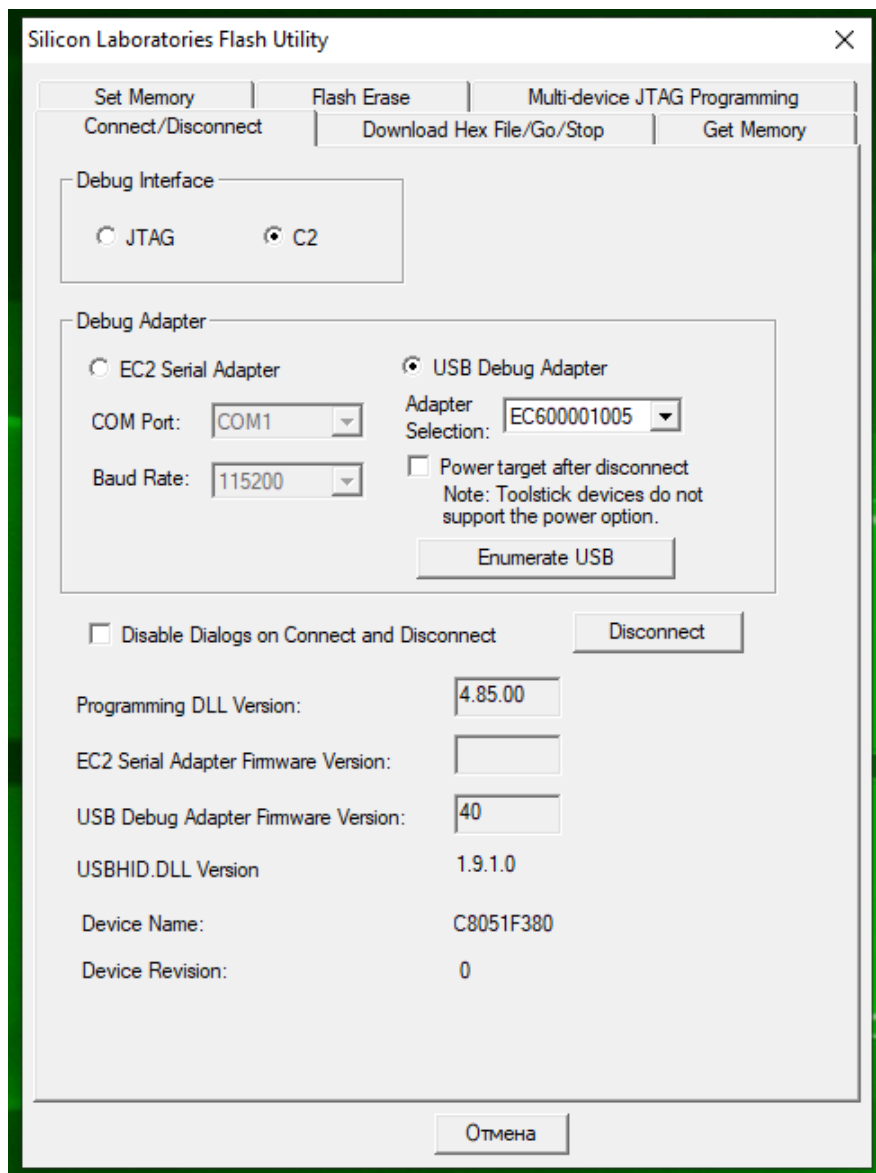 Silicon Laboratories Flash Utility
Set Memory
Flash Erase
Multi-device JTAG Programming
Connect/Disconnect
Download Hex File/Go/Stop
Get Memory
Debug Interface
JTAG
C2
Debug Adapter
EC2 Serial Adapter
USB Debug Adapter
COM Port:
COM1
Adapter
Selection:
EC600001005
Baud Rate:
115200
Power target after disconnect
Note: Toolstick devices do not
support the power option.
Enumerate USB
Disable Dialogs on Connect and Disconnect
Disconnect
Programming DLL Version:
4.85.00
EC2 Serial Adapter Firmware Version:
USB Debug Adapter Firmware Version:
40
USBHID.DLL Version
1.9.1.0
Device Name:
C8051F380
Device Revision:
0
Отмена